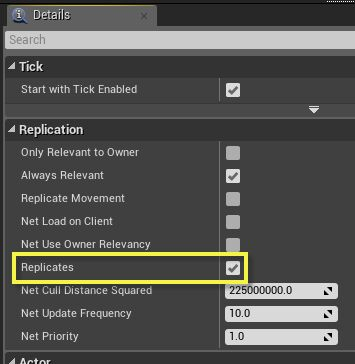 Details
Search
Tick
Start with Tick Enabled
Replication
Only Relevant to Owner
Always Relevant
Replicate Movement
Net Load on Client
Net Use Owner Relevancy
Replicates
Net Cull Distance Squared 225000000.0
Net Update Frequency 10.0
Net Priority 1.0
Actor